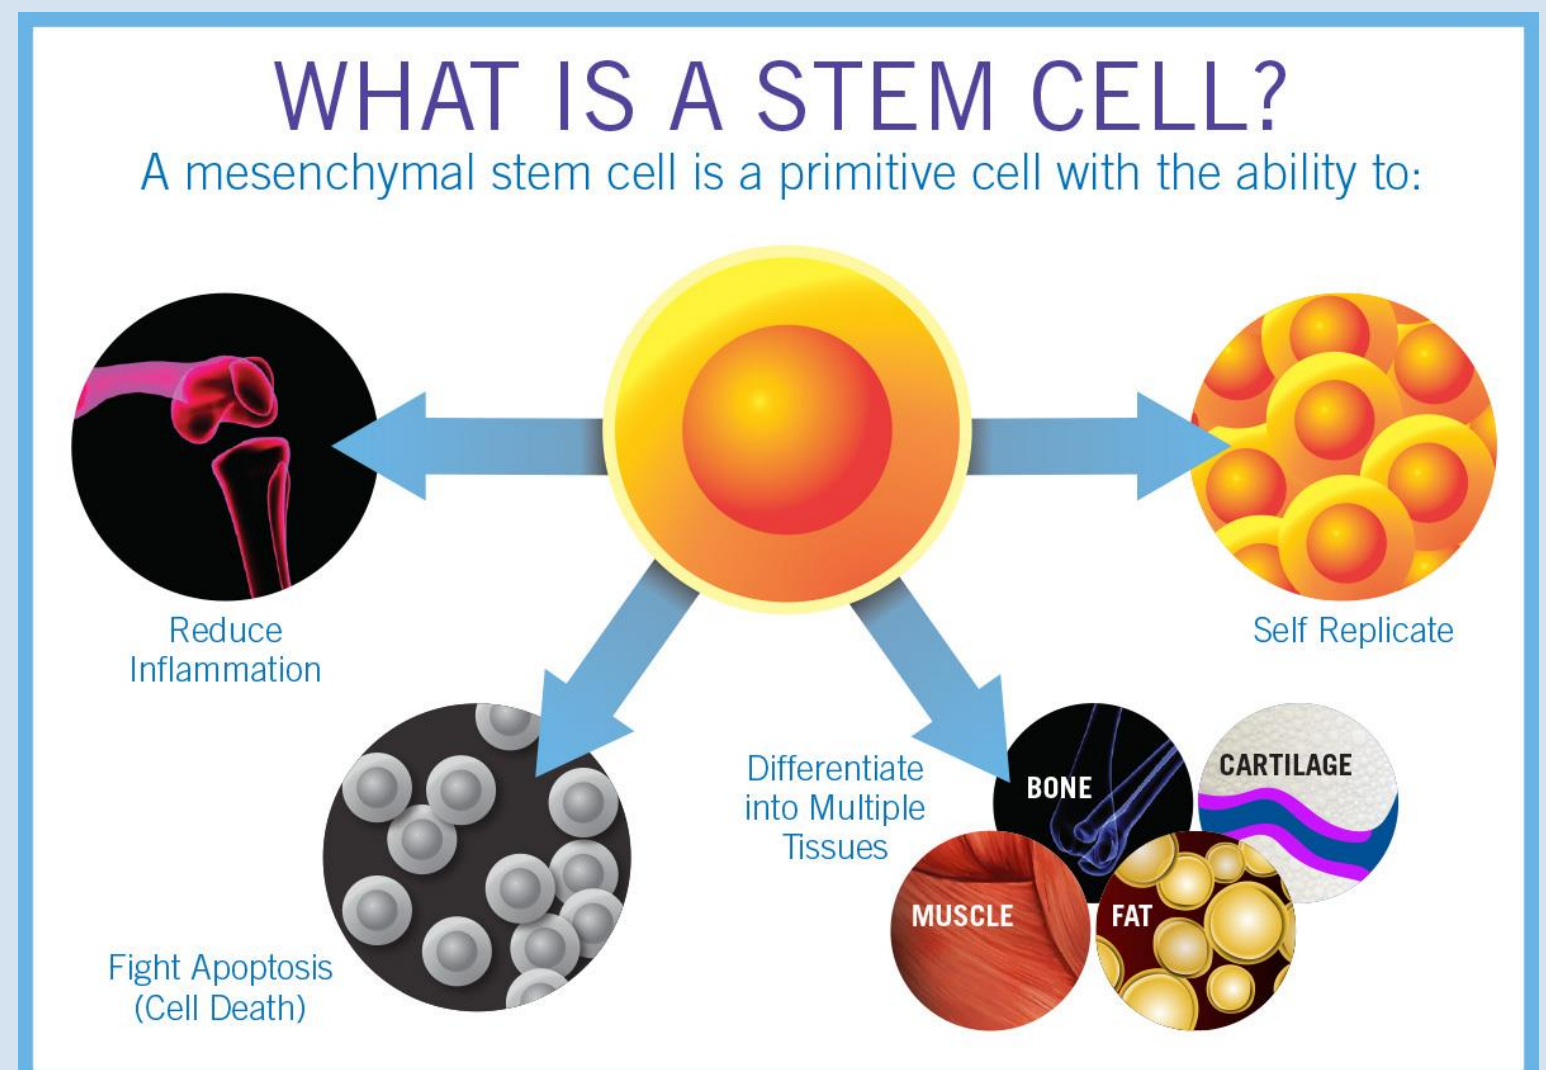 WHAT IS A STEM CELL?
A mesenchymal stem cell is a primitive cell with the ability to:
Reduce
Inflammation
Self Replicate
Fight Apoptosis
(Cell Death)
Differentiate
into Multiple
Tissues
BONE
CARTILAGE
MUSCLE
FAT